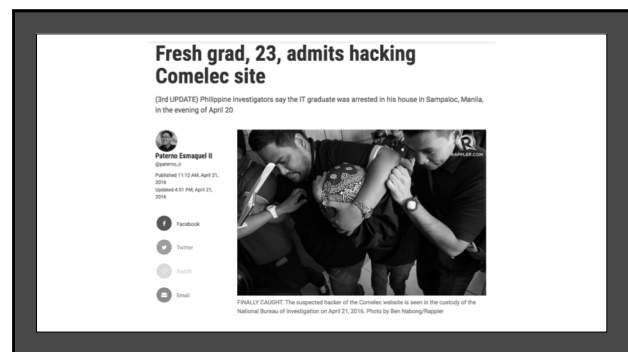 Fresh grad, 23, admits hacking
Comelec site
(3rd UPDATE) Philippine investigators say the IT graduate was arrested in his house in Sampaloc, Manila,
in the evening of April 20
Paterno Esmaquel II
@paterno_ii
Published 11:12 AM, April 21,
2016
Updated 4:51 PM, April 21,
2016
Facebook
Twitter
Reddit
Email
R
RAPPLER.COM
FINALLY CAUGHT. The suspected hacker of the Comelec website is seen in the custody of the
National Bureau of Investigation on April 21, 2016. Photo by Ben Nabong/Rappler